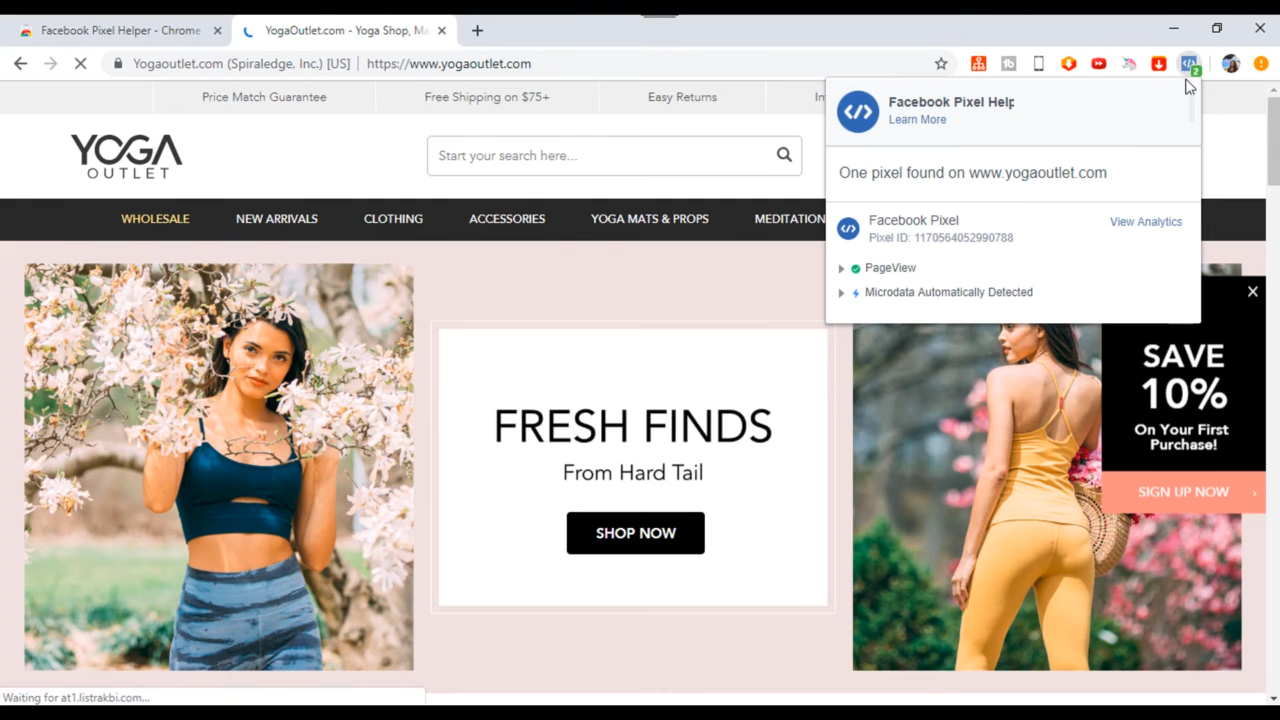 Facebook Pixel Helper - Chrome
YogaOutlet.com - Yoga Shop, Ma
Yogaoutlet.com (Spiraledge, Inc.) [US]
https://www.yogaoutlet.com
2
Price Match Guarantee
Free Shipping on $75+
Easy Returns
In
YOGA
OUTLET
Start your search here...
WHOLESALE
NEW ARRIVALS
CLOTHING
ACCESSORIES
YOGA MATS & PROPS
MEDITATION
Facebook Pixel Help
Learn More
One pixel found on www.yogaoutlet.com
Facebook Pixel
View Analytics
Pixel ID: 1170564052990788
PageView
Microdata Automatically Detected
FRESH FINDS
From Hard Tail
SHOP NOW
SAVE
10%
On Your First
Purchase!
SIGN UP NOW
Waiting for at1.listrakbi.com...